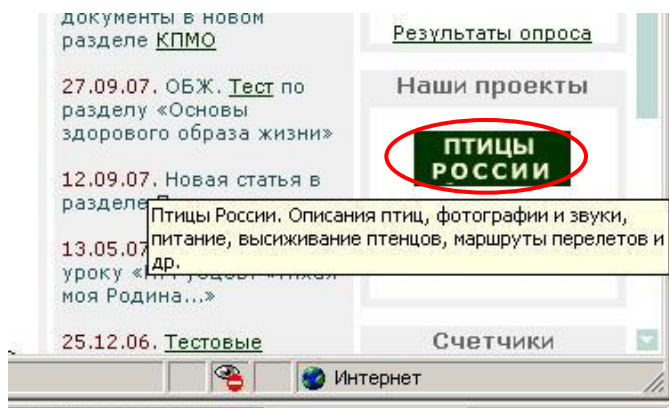 документы в новом
разделе КПМО
27.09.07. ОБЖ. Тест по
разделу «Основы
здорового образа жизни»
12.09.07. Новая статья в
разделе
13.05.07
уроку
моя Родина...»
25.12.06. Тестовые
Результаты опроса
Наши проекты
ПТИЦЫ
РОССИИ
Птицы России. Описания птиц, фотографии и звуки,
питание, высиживание птенцов, маршруты перелетов и
др.
Счетчики
Интернет